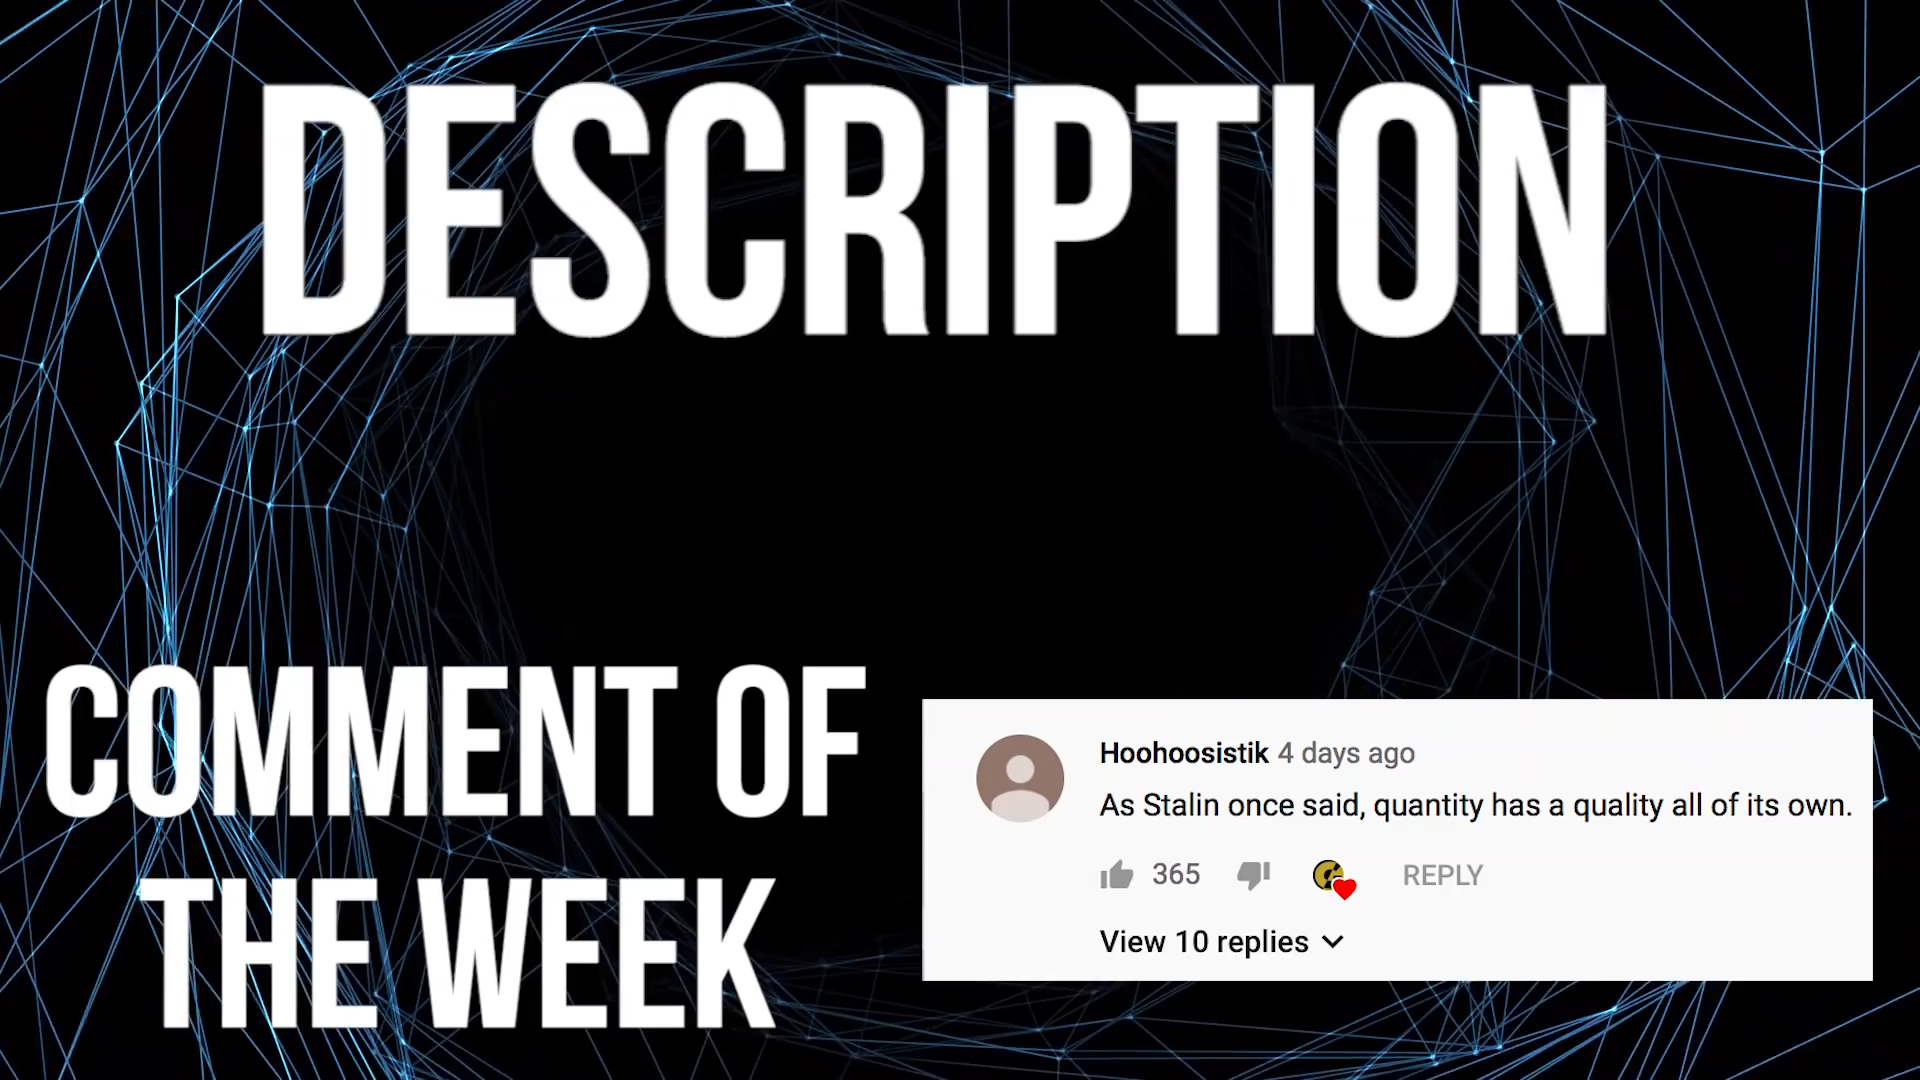 DESCRIPTION
COMMENT OF
THE WEEK
Hoohoosistik 4 days ago
As Stalin once said, quantity has a quality all of its own.
365 REPLY
View 10 replies